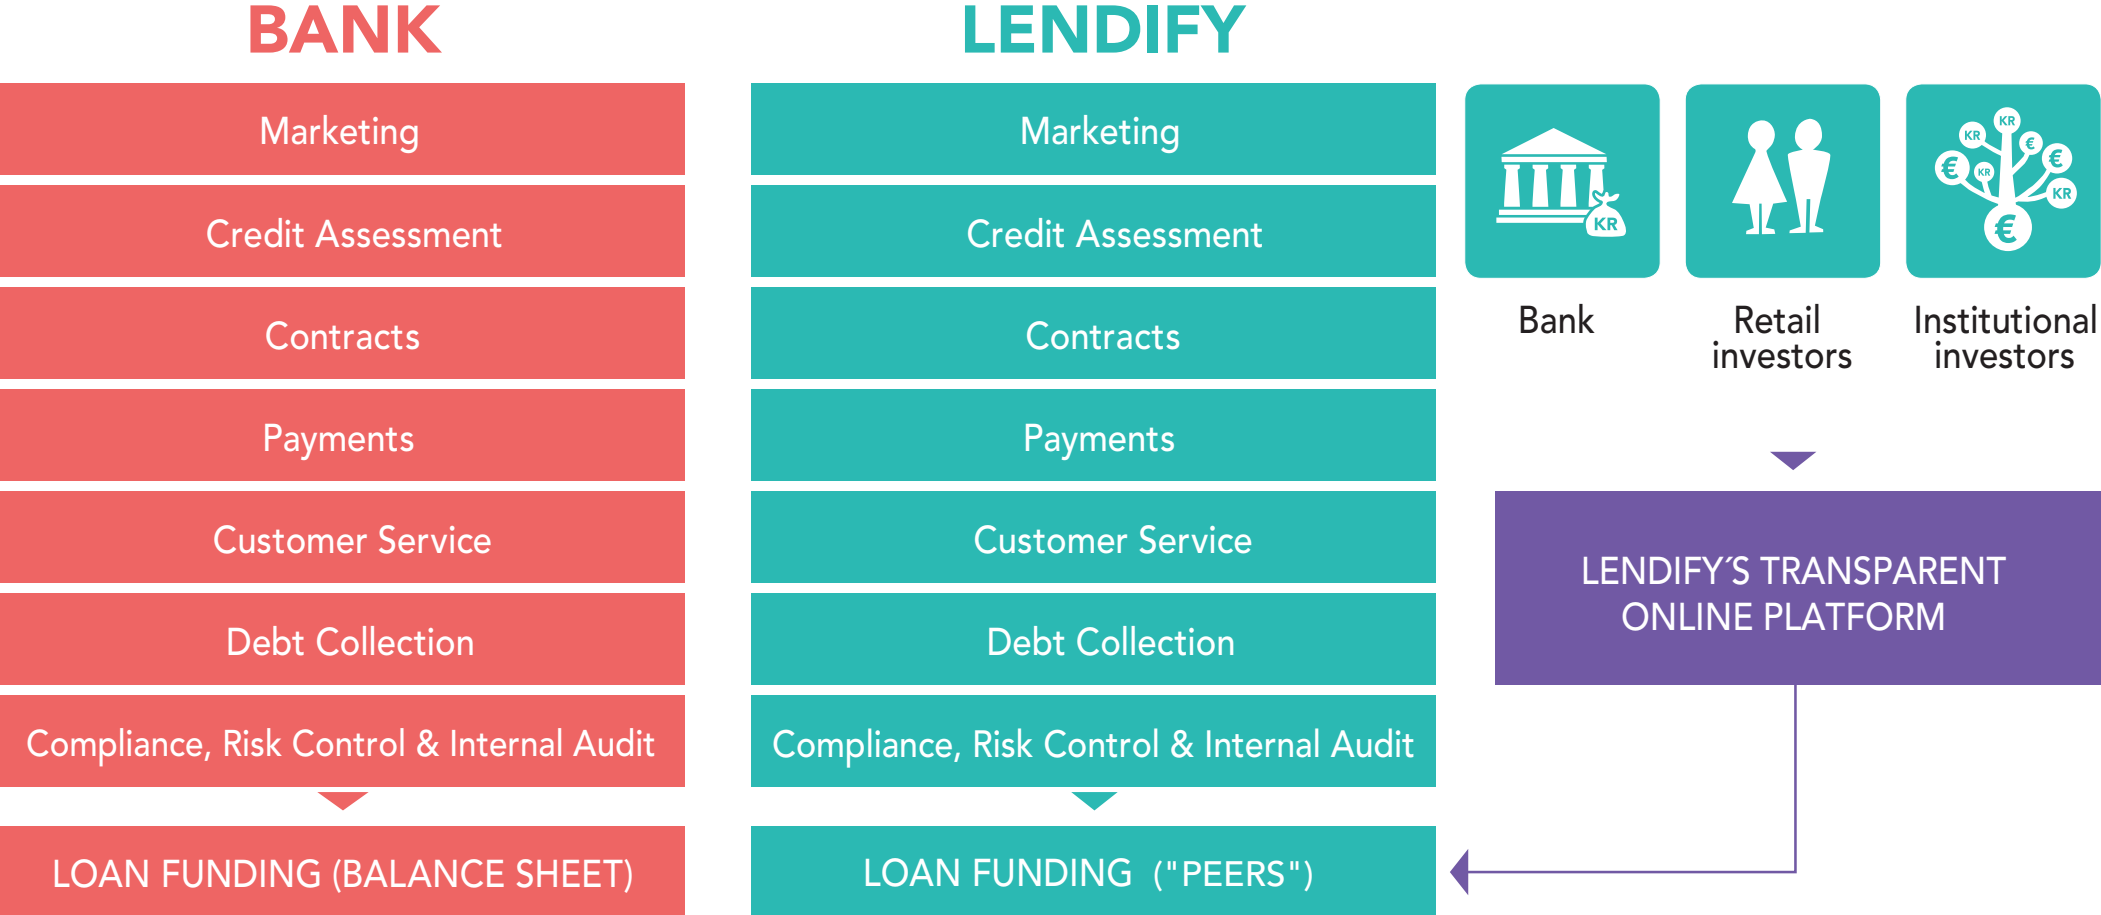 BANK
Marketing
Credit Assessment
Contracts
Payments
Customer Service
Debt Collection
Compliance, Risk Control & Internal Audit
LOAN FUNDING (BALANCE SHEET)
LENDIFY
Marketing
Credit Assessment
Contracts
Payments
Customer Service
Debt Collection
Compliance, Risk Control & Internal Audit
LOAN FUNDING ("PEERS")
KR
Bank
Retail
investors
KR
KR
€
€
€
KR
KR
€
Institutional
investors
LENDIFY´S TRANSPARENT
ONLINE PLATFORM